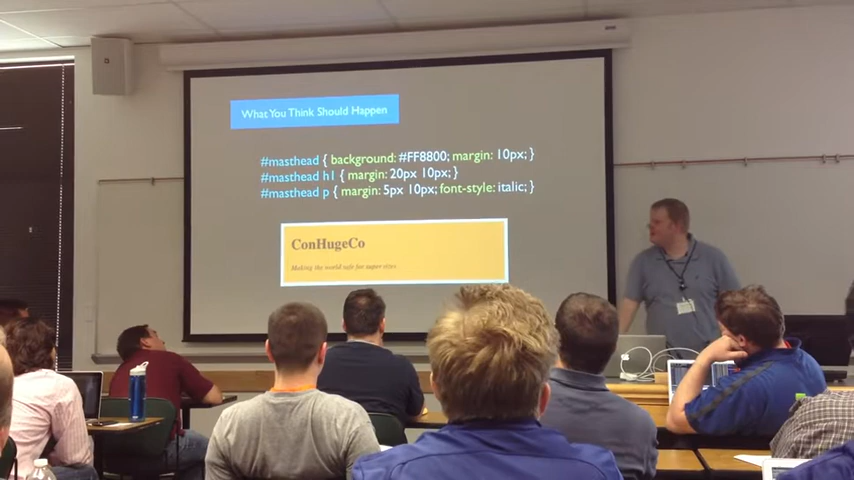 What You Think Should Happen
#masthead { background: #FF8800; margin: 10px; }
#masthead h1 { margin: 20px 10px; }
#masthead p { margin: 5px 10px; font-style: italic; }
ConHugeCo
Making the world safe for super sites